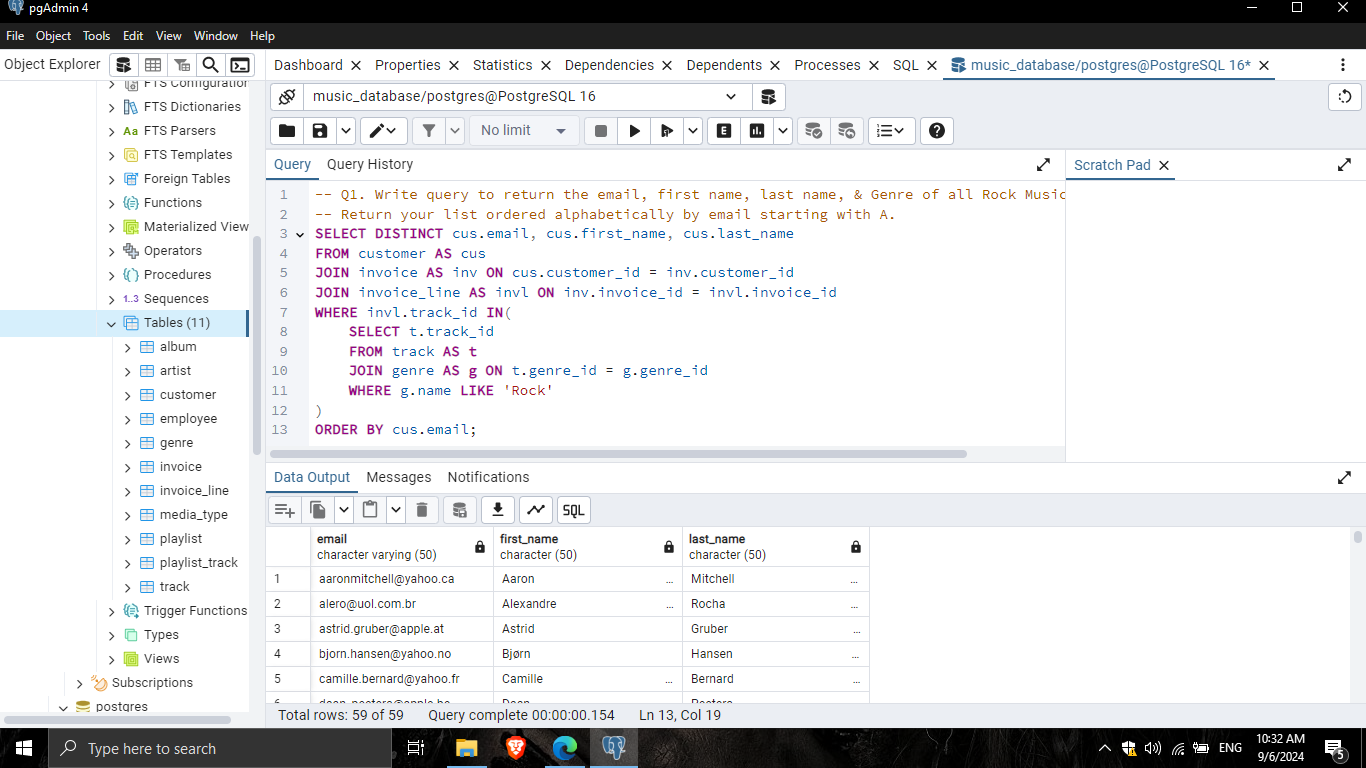 pgAdmin 4
File Object Tools Edit View Window Help
Object Explorer
Dashboard Properties Statistics Dependencies Dependents Processes SQL music_database/postgres@PostgreSQL 16*
music_database/postgres@PostgreSQL 16
No limit
E
Query Query History
Scratch Pad
FTS Configuration
FTS Dictionaries
Aa FTS Parsers
FTS Templates
Foreign Tables
Functions
Materialized View
Operators
Procedures
1..3 Sequences
Tables (11)
album
artist
customer
employee
genre
invoice
invoice_line
media_type
playlist
playlist_track
track
Trigger Functions
Types
Views
Subscriptions
postgres
1 -- Q1. Write query to return the email, first name, last name, & Genre of all Rock Music
2 -- Return your list ordered alphabetically by email starting with A.
3 SELECT DISTINCT cus.email, cus.first_name, cus.last_name
4 FROM customer AS cus
5 JOIN invoice AS inv ON cus.customer_id = inv.customer_id
6 JOIN invoice_line AS invl ON inv.invoice_id = invl.invoice_id
7 WHERE invl.track_id IN(
8 SELECT t.track_id
9 FROM track AS t
10 JOIN genre AS g ON t.genre_id = g.genre_id
11 WHERE g.name LIKE 'Rock'
12 )
13 ORDER BY cus.email;
Data Output Messages Notifications
SQL
email first_name last_name
character varying (50) character (50) character (50)
1 aaronmitchell@yahoo.ca Aaron ... Mitchell ...
2 alero@uol.com.br Alexandre ... Rocha ...
3 astrid.gruber@apple.at Astrid Gruber ...
4 bjorn.hansen@yahoo.no Bjørn Hansen ...
5 camille.bernard@yahoo.fr Camille ... Bernard ...
Total rows: 59 of 59 Query complete 00:00:00.154 Ln 13, Col 19
Type here to search
ENG
10:32 AM
9/6/2024
5